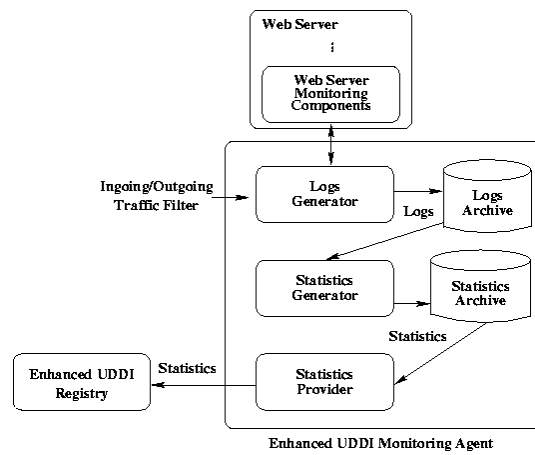 Web Server
Web Server
Monitoring
Components
Ingoing/Outgoing
Traffic Filter
Logs
Generator
Logs
Archive
Logs
Statistics
Generator
Statistics
Archive
Statistics
Enhanced UDDI
Registry
Statistics
Statistics
Provider
Enhanced UDDI Monitoring Agent